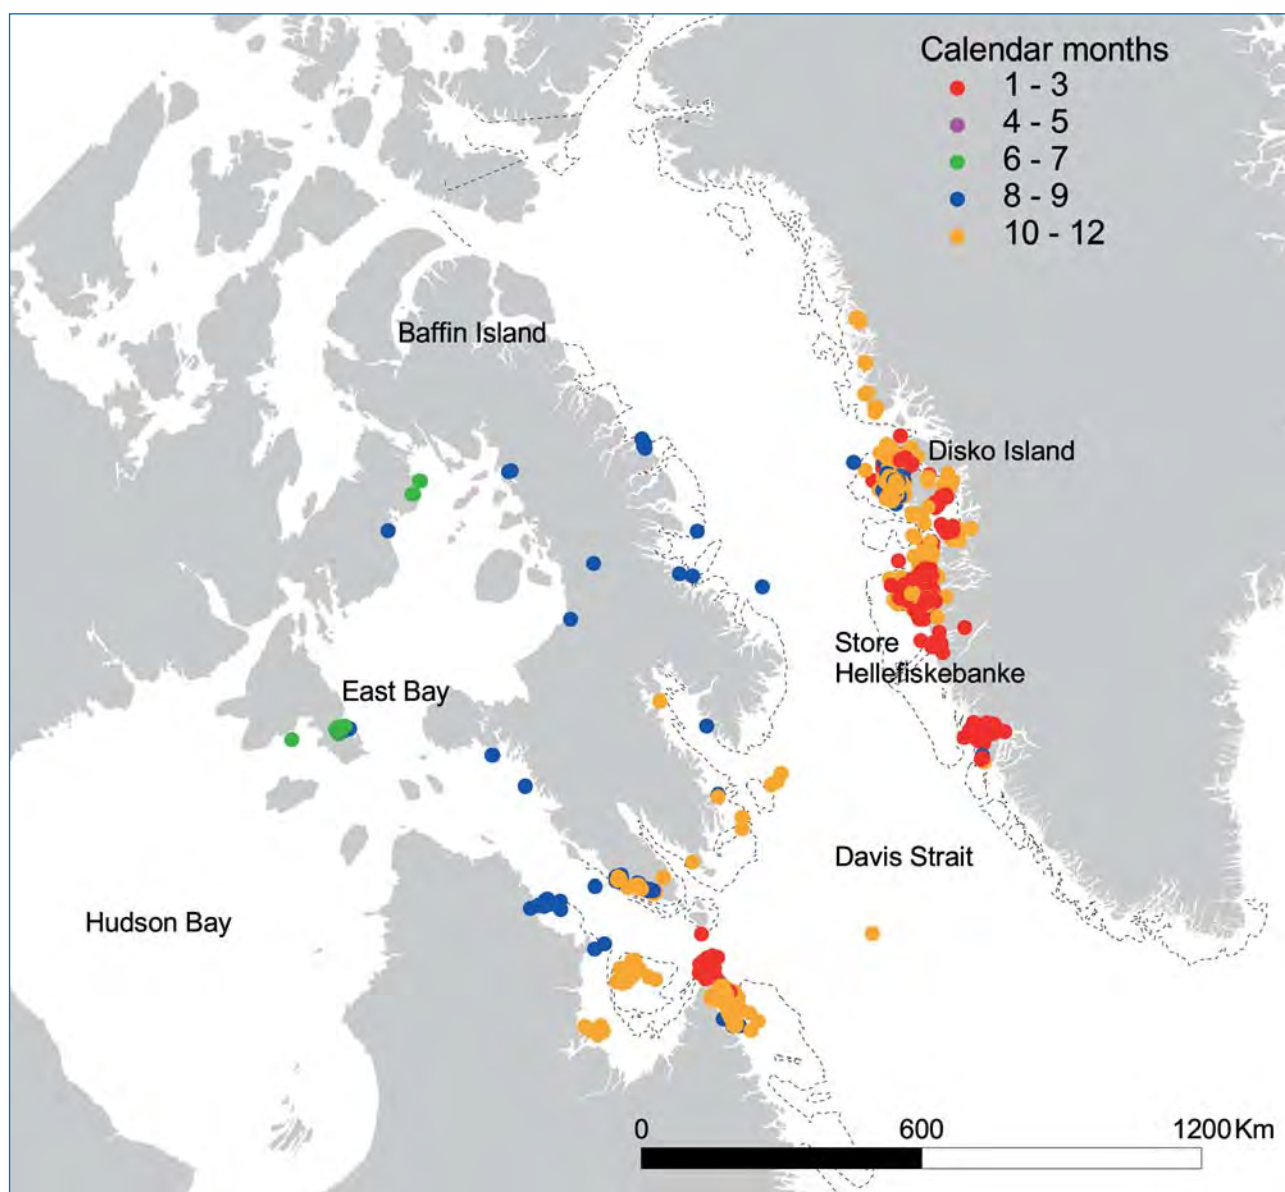 Calendar months
1 - 3
4 - 5
6 - 7
8 - 9
10 - 12
Baffin Island
Disko Island
Store
Hellefiskebanke
East Bay
Davis Strait
Hudson Bay
0 600 1200 Km